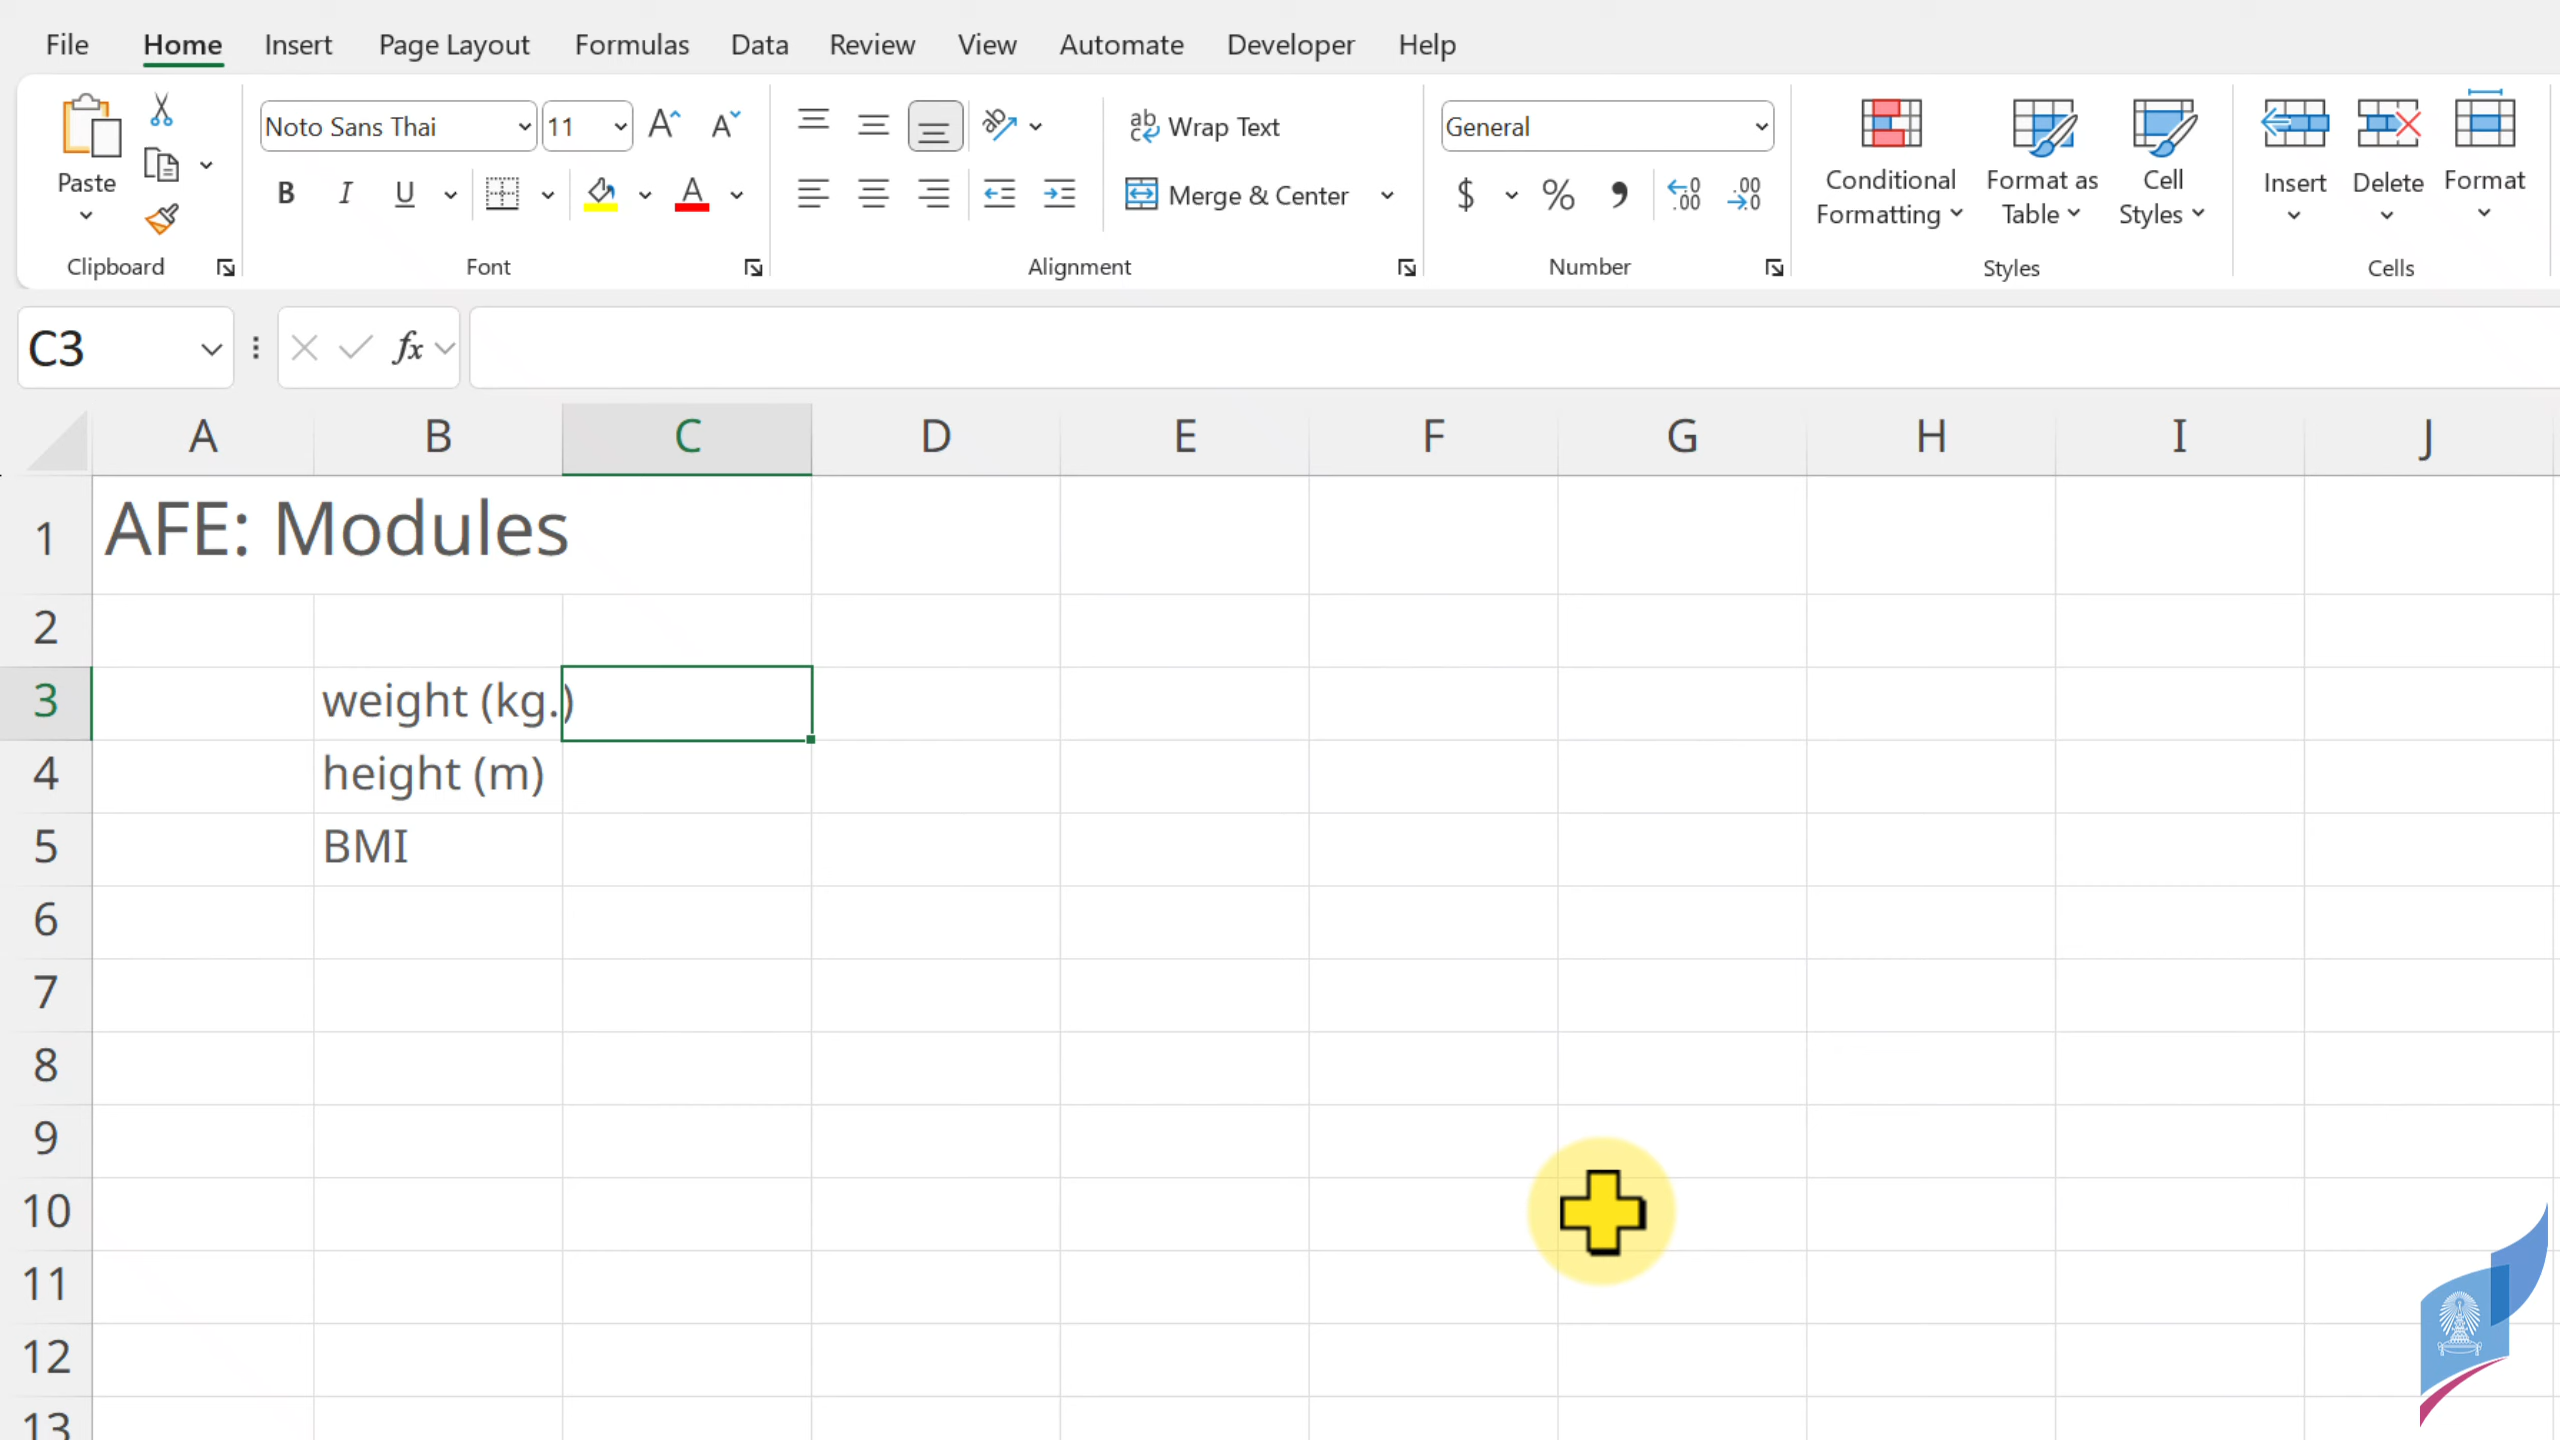 File Home Insert Page Layout Formulas Data Review View Automate Developer Help
Paste
Clipboard
Noto Sans Thai 11
B I U A
Font
ab Wrap Text
Merge & Center
Alignment
General
$ % , .00 .00
Number
Conditional Formatting
Format as Table
Cell Styles
Styles
Insert Delete Format
Cells
C3 fx
A B C D E F G H I J
1 AFE: Modules
2
3 weight (kg.)
4 height (m)
5 BMI
6
7
8
9
10
11
12
13